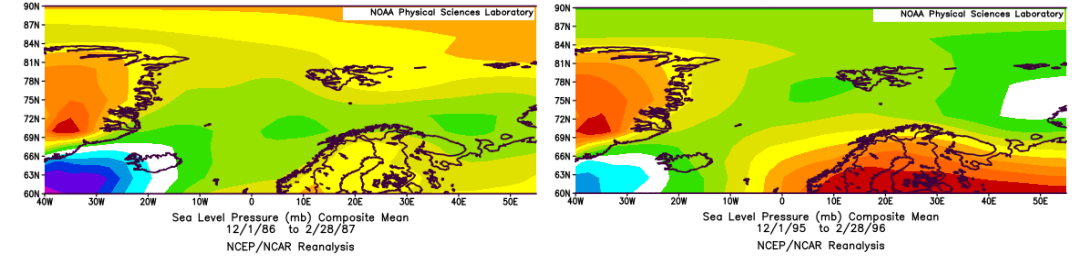 NOAA Physical Sciences Laboratory
90N
87N
84N
81N
78N
75N
72N
69N
66N
63N
60N
40W 30W 20W 10W 0 10E 20E 30E 40E 50E
Sea Level Pressure (mb) Composite Mean
12/1/86 to 2/28/87
NCEP/NCAR Reanalysis
NOAA Physical Sciences Laboratory
90N
87N
84N
81N
78N
75N
72N
69N
66N
63N
60N
40W 30W 20W 10W 0 10E 20E 30E 40E 50E
Sea Level Pressure (mb) Composite Mean
12/1/95 to 2/28/96
NCEP/NCAR Reanalysis